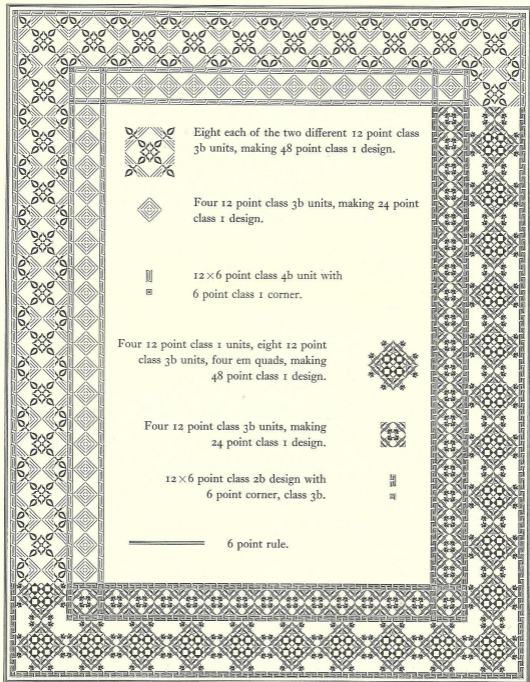 Eight each of the two different 12 point class
3b units, making 48 point class 1 design.
Four 12 point class 3b units, making 24 point
class 1 design.
12×6 point class 4b unit with
6 point class 1 corner.
Four 12 point class 1 units, eight 12 point
class 3b units, four em quads, making
48 point class 1 design.
Four 12 point class 3b units, making
24 point class 1 design.
12×6 point class 2b design with
6 point corner, class 3b.
6 point rule.